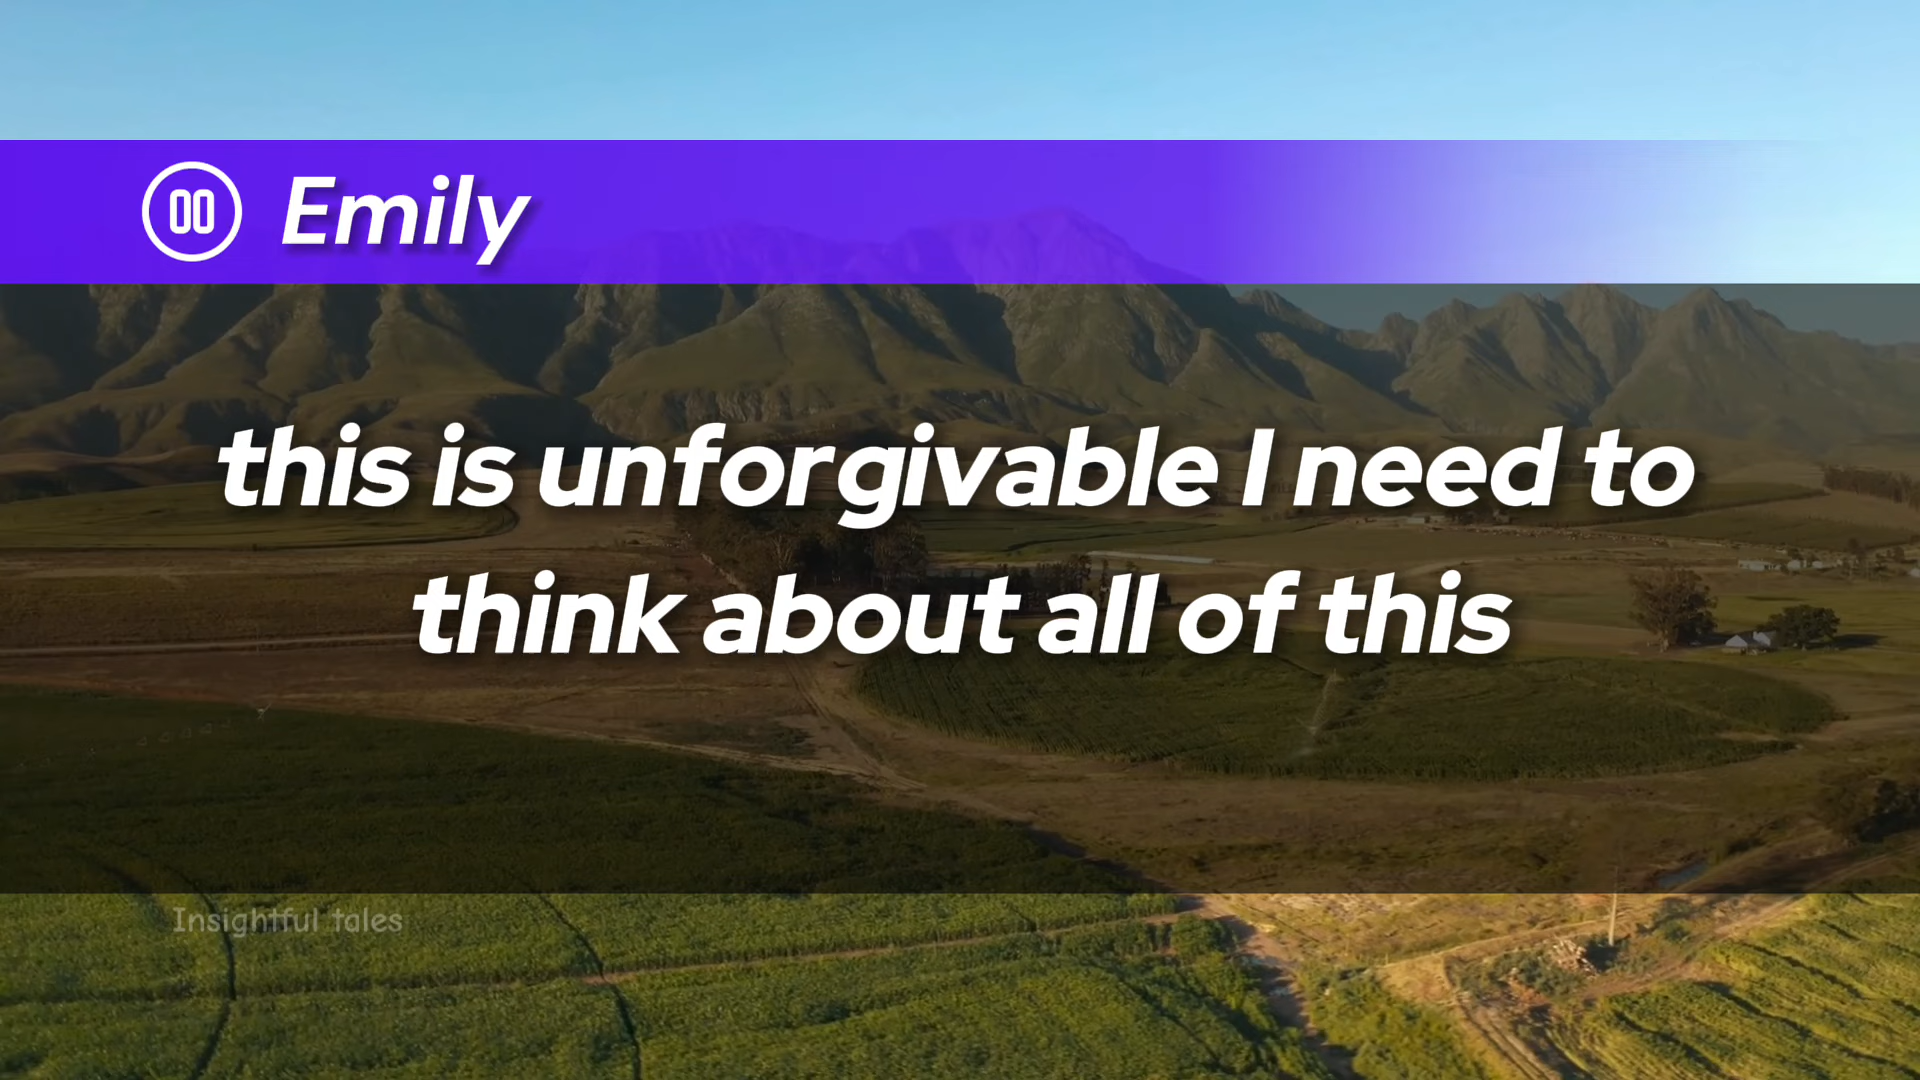 Emily
this is unforgivable I need to
think about all of this
Insightful tales